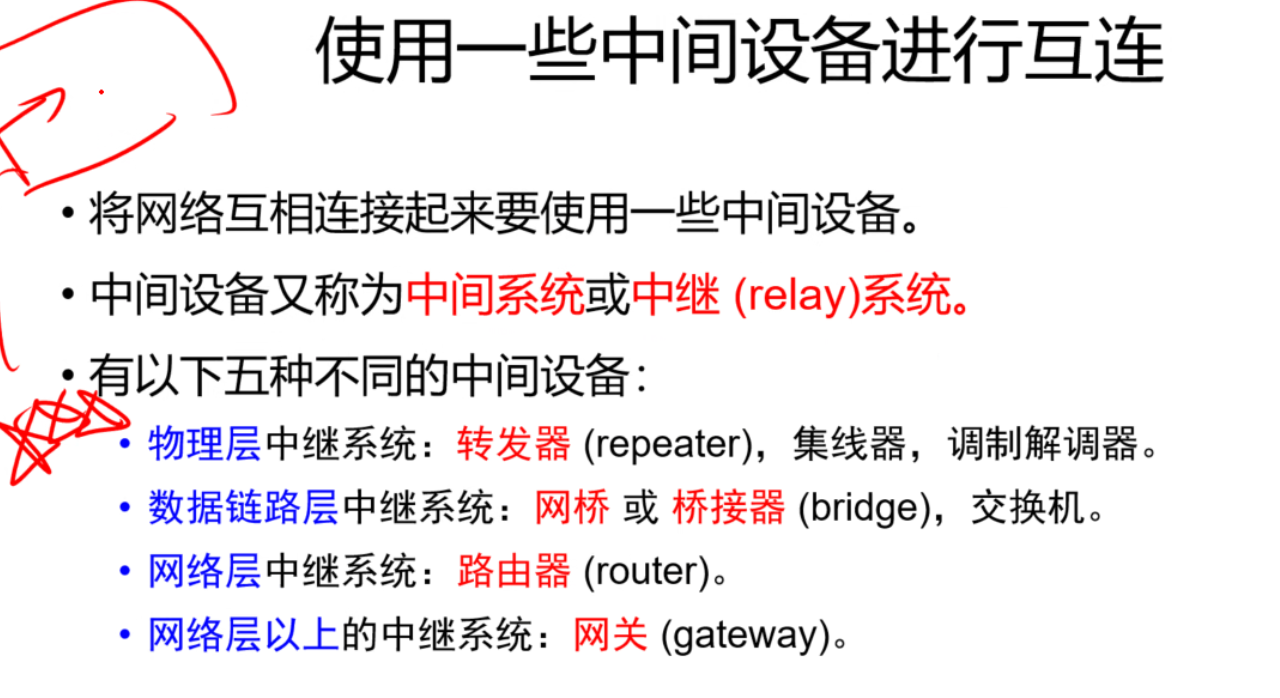 使用一些中间设备进行互连
• 将网络互相连接起来要使用一些中间设备。
• 中间设备又称为中间系统或中继 (relay)系统。
• 有以下五种不同的中间设备：
• 物理层中继系统：转发器 (repeater)，集线器，调制解调器。
• 数据链路层中继系统：网桥 或 桥接器 (bridge)，交换机。
• 网络层中继系统：路由器 (router)。
• 网络层以上的中继系统：网关 (gateway)。